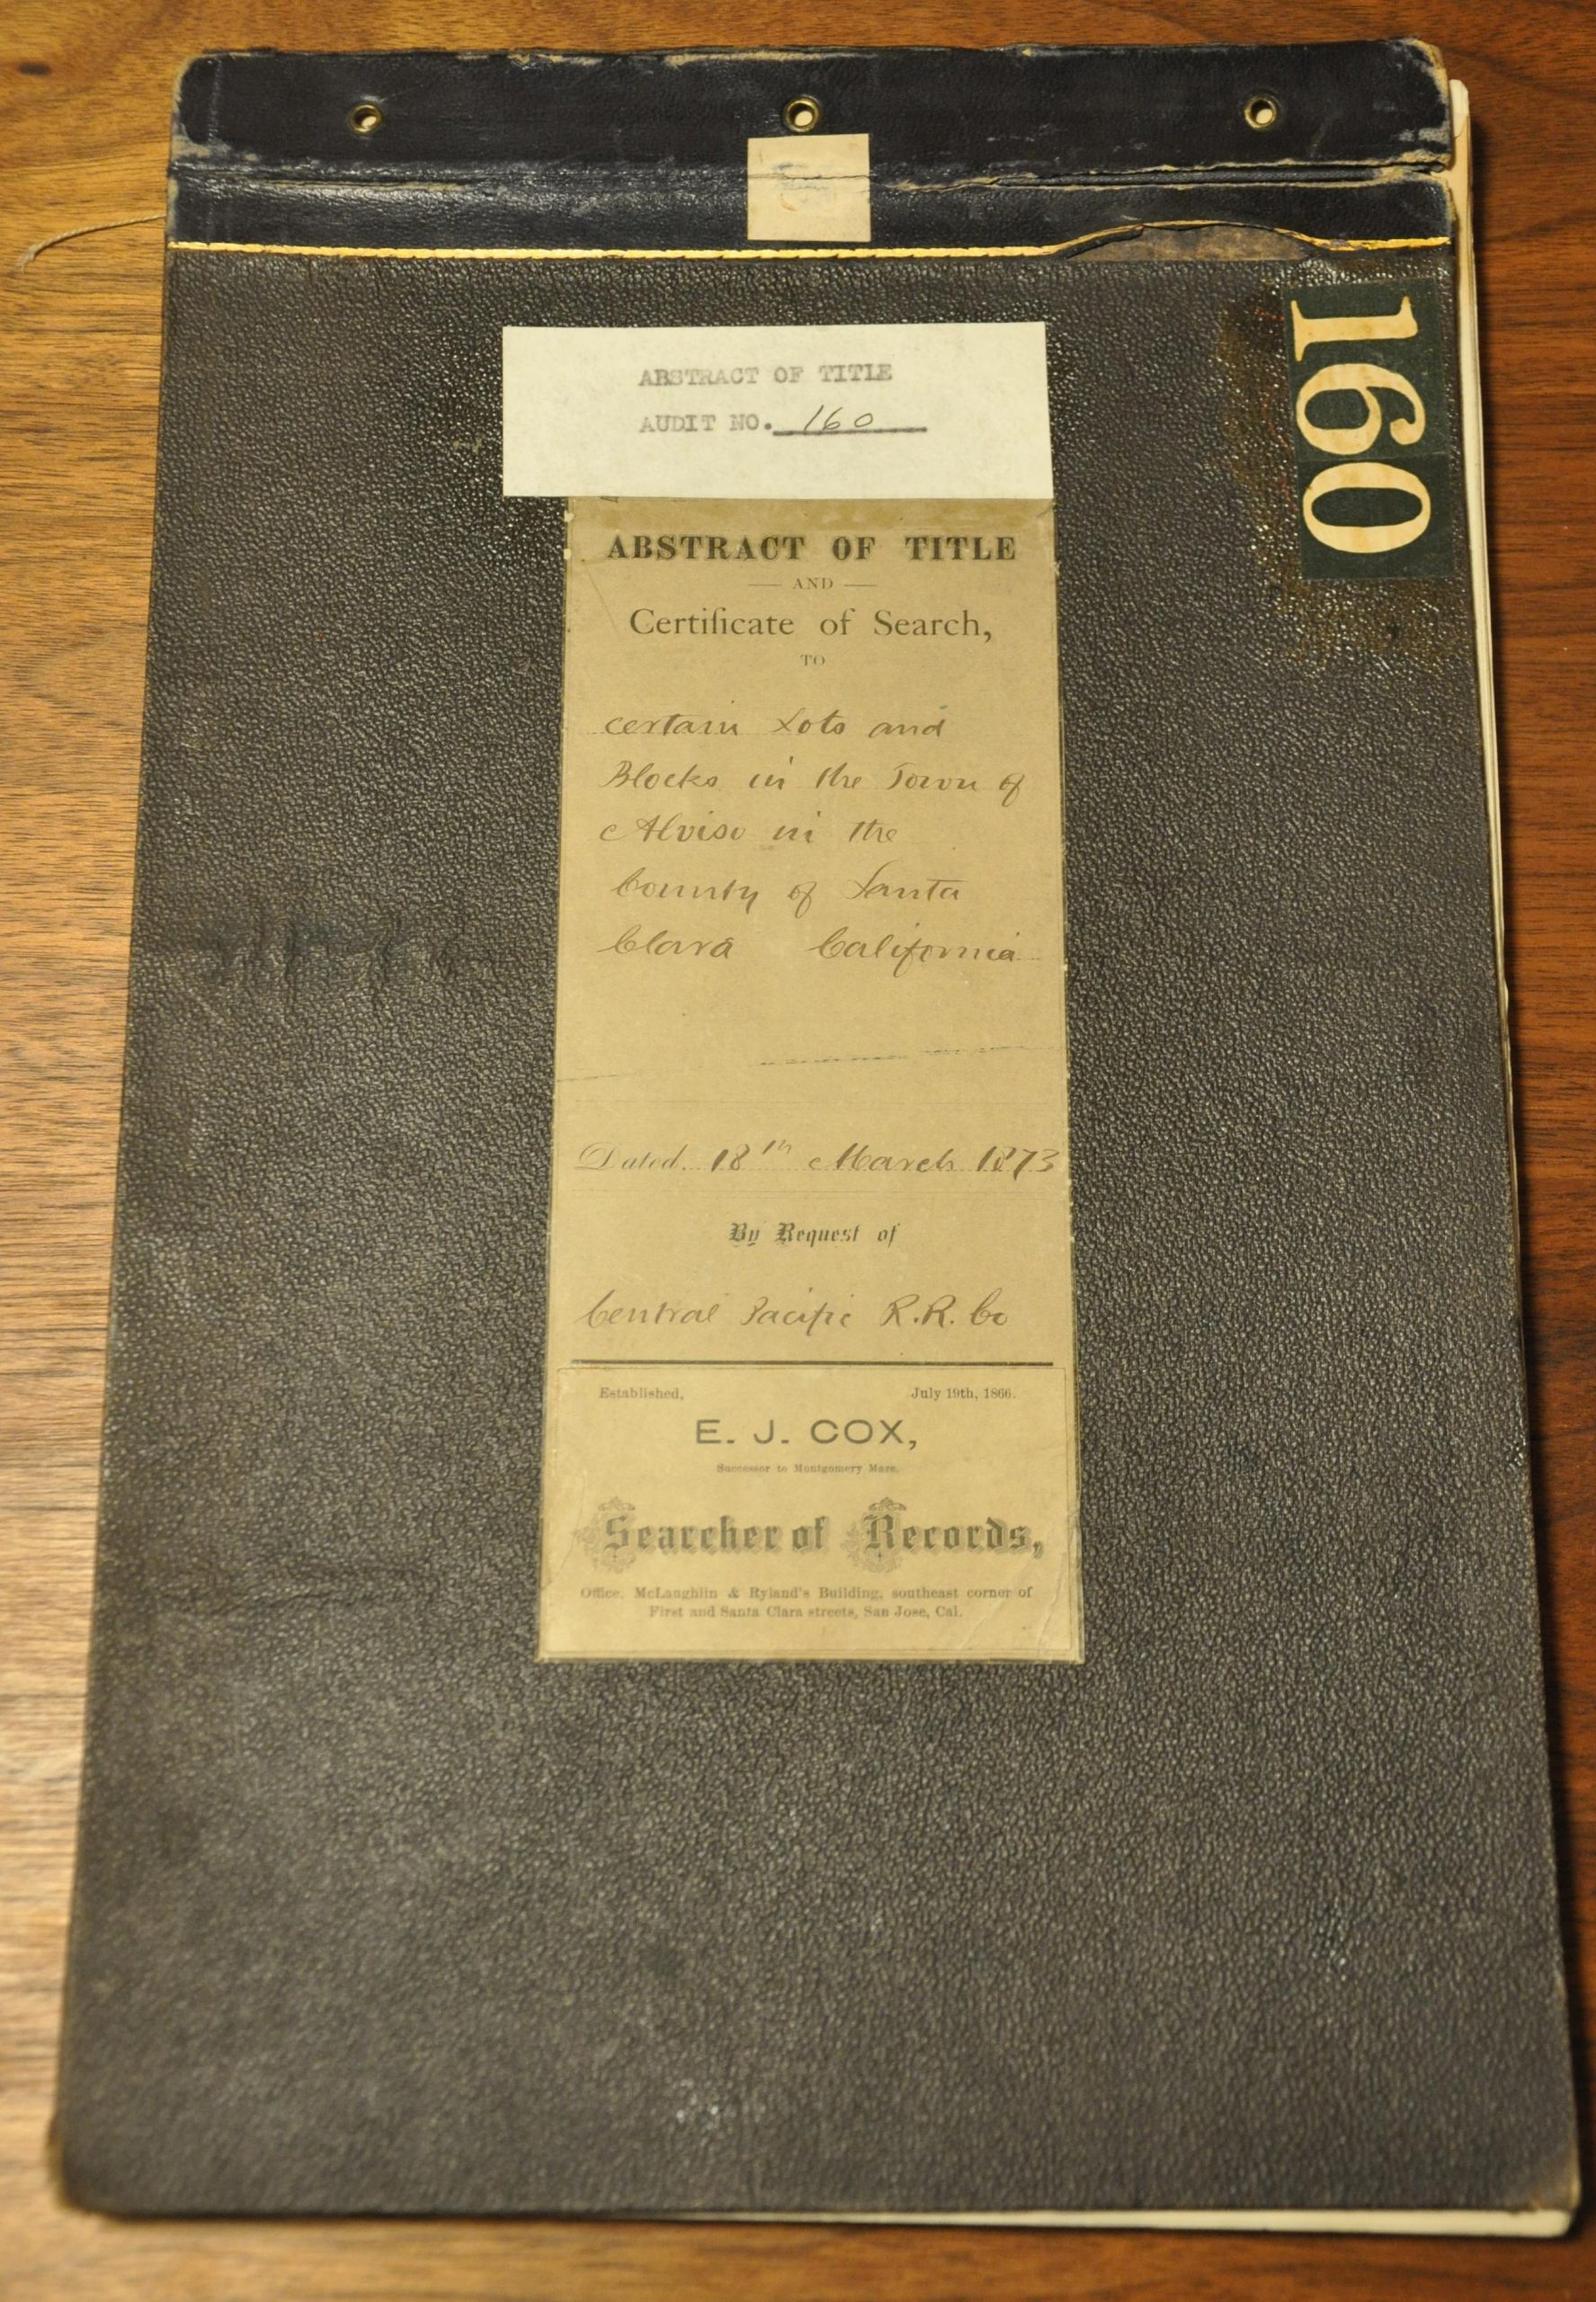 160
ABSTRACT OF TITLE
AUDIT NO. 160
ABSTRACT OF TITLE
AND
Certificate of Search,
TO
certain Lots and
Blocks in the Town of
Alviso in the
County of Santa
Clara California
Dated. 18th March 1873
By Request of
Central Pacific R.R. Co
Established, July 19th, 1866.
E. J. COX,
Successor to Montgomery Mare.
Searcher of Records,
Office, McLaughlin & Ryland's Building, southeast corner of
First and Santa Clara streets, San Jose, Cal.